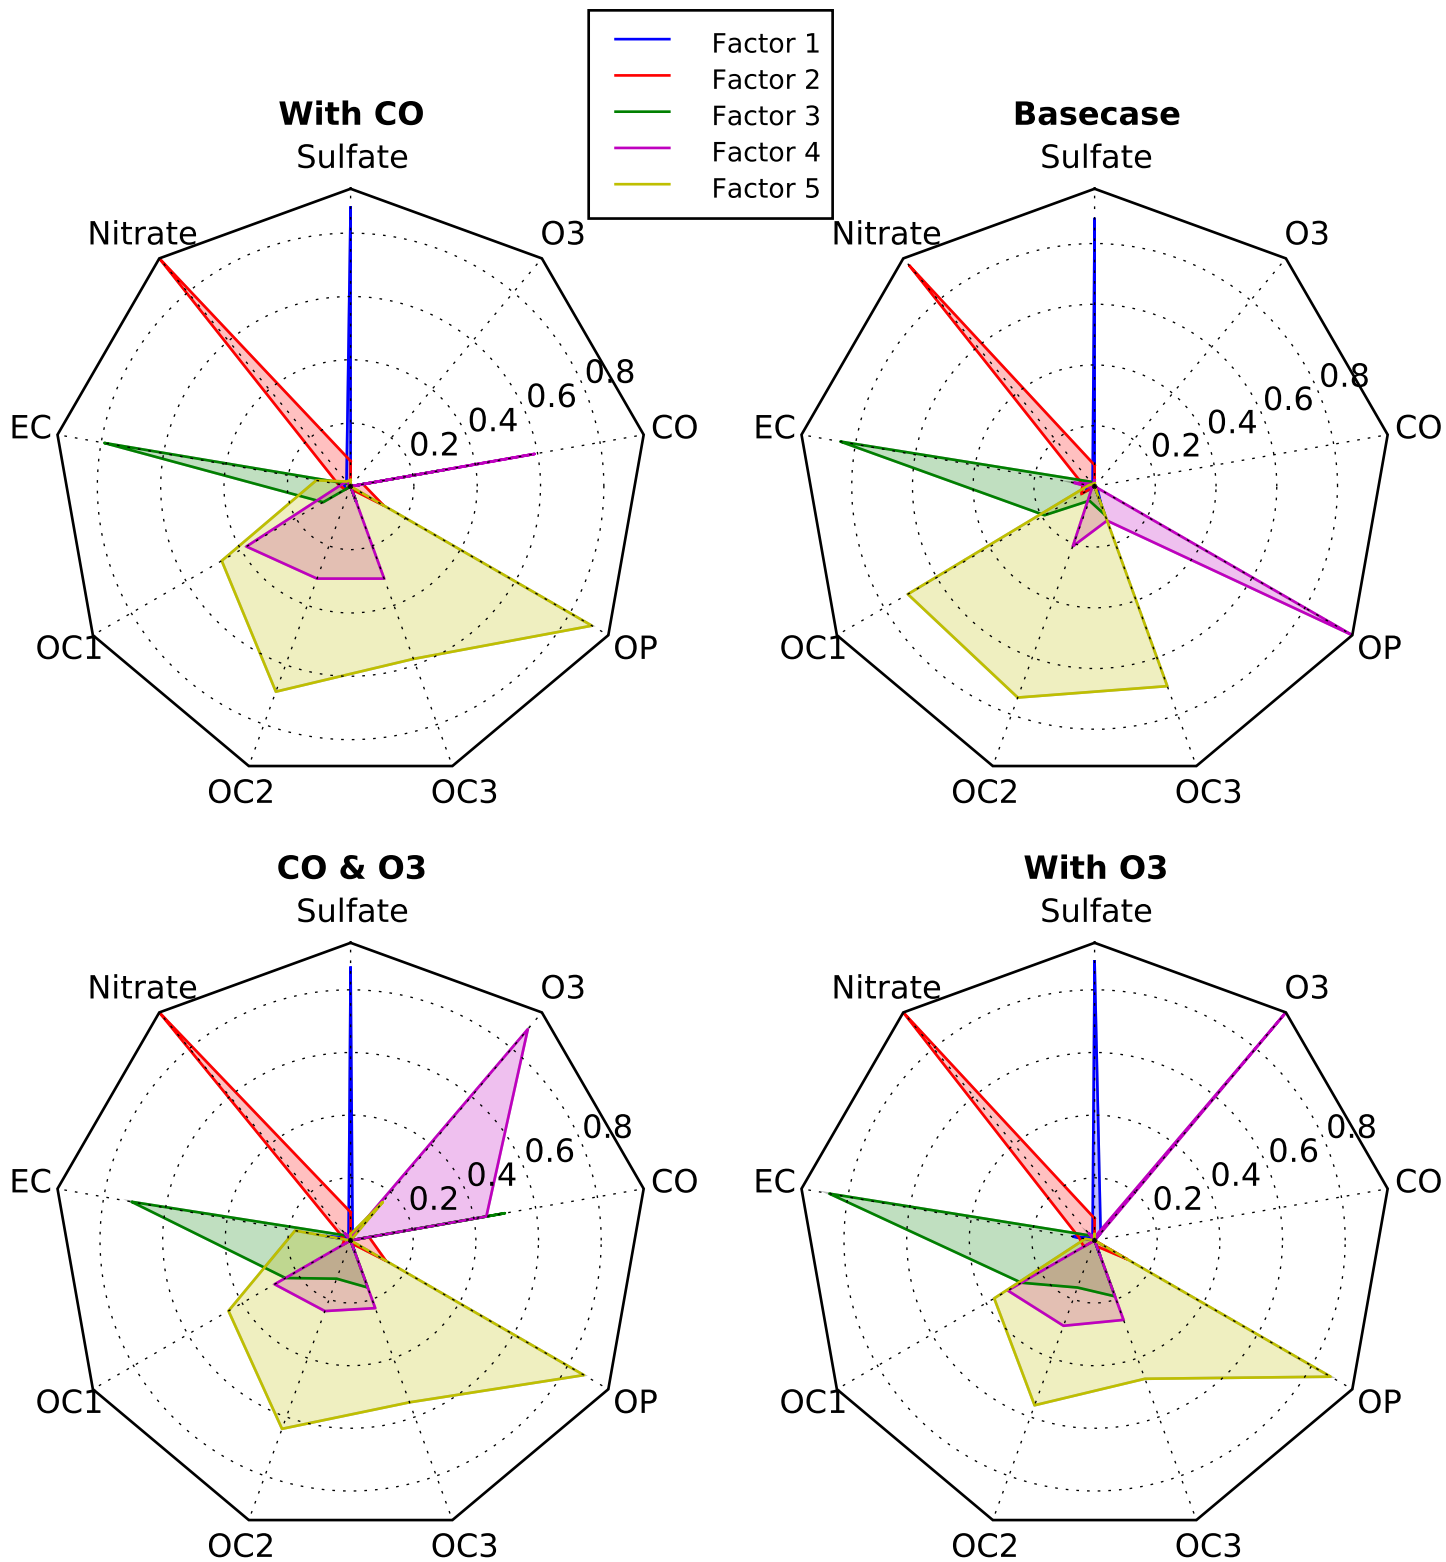 Factor 1
Factor 2
Factor 3
Factor 4
Factor 5
With CO
Sulfate
Nitrate
O3
EC
CO
OC1
OP
OC2
OC3
0.2
0.4
0.6
0.8
Basecase
Sulfate
Nitrate
O3
EC
CO
OC1
OP
OC2
OC3
0.2
0.4
0.6
0.8
CO & O3
Sulfate
Nitrate
O3
EC
CO
OC1
OP
OC2
OC3
0.2
0.4
0.6
0.8
With O3
Sulfate
Nitrate
O3
EC
CO
OC1
OP
OC2
OC3
0.2
0.4
0.6
0.8